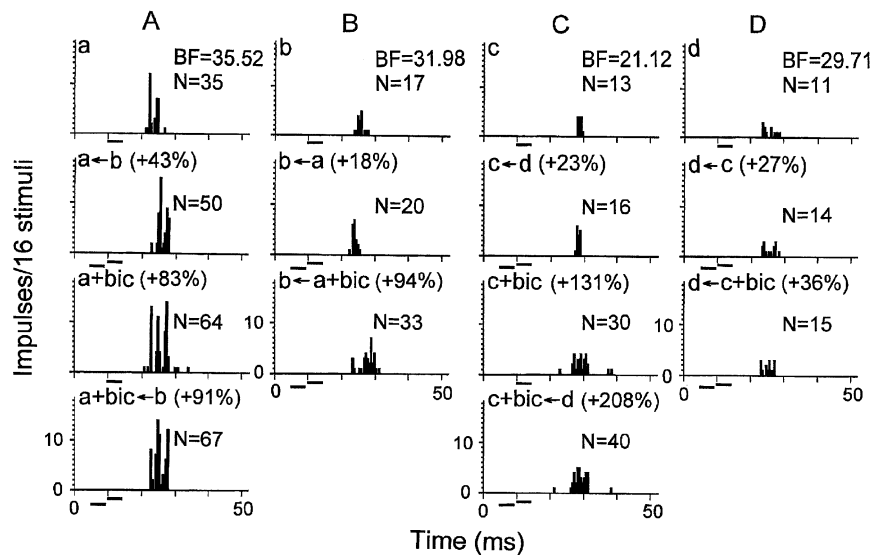 A B C D
a b c d
BF=35.52 BF=31.98 BF=21.12 BF=29.71
N=35 N=17 N=13 N=11
a←b (+43%) b←a (+18%) c←d (+23%) d←c (+27%)
N=50 N=20 N=16 N=14
a+bic (+83%) b←a+bic (+94%) c+bic (+131%) d←c+bic (+36%)
N=64 N=33 N=30 N=15
10 10
0 0
0 50 0 50
a+bic←b (+91%) c+bic←d (+208%)
N=67 N=40
10 10
0 0
0 50 0 50
Impulses/16 stimuli
Time (ms)